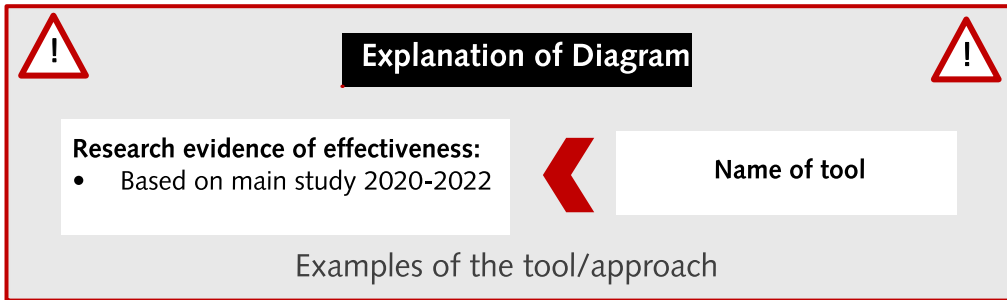 !
!
Explanation of Diagram
Research evidence of effectiveness:
• Based on main study 2020-2022
Name of tool
Examples of the tool/approach